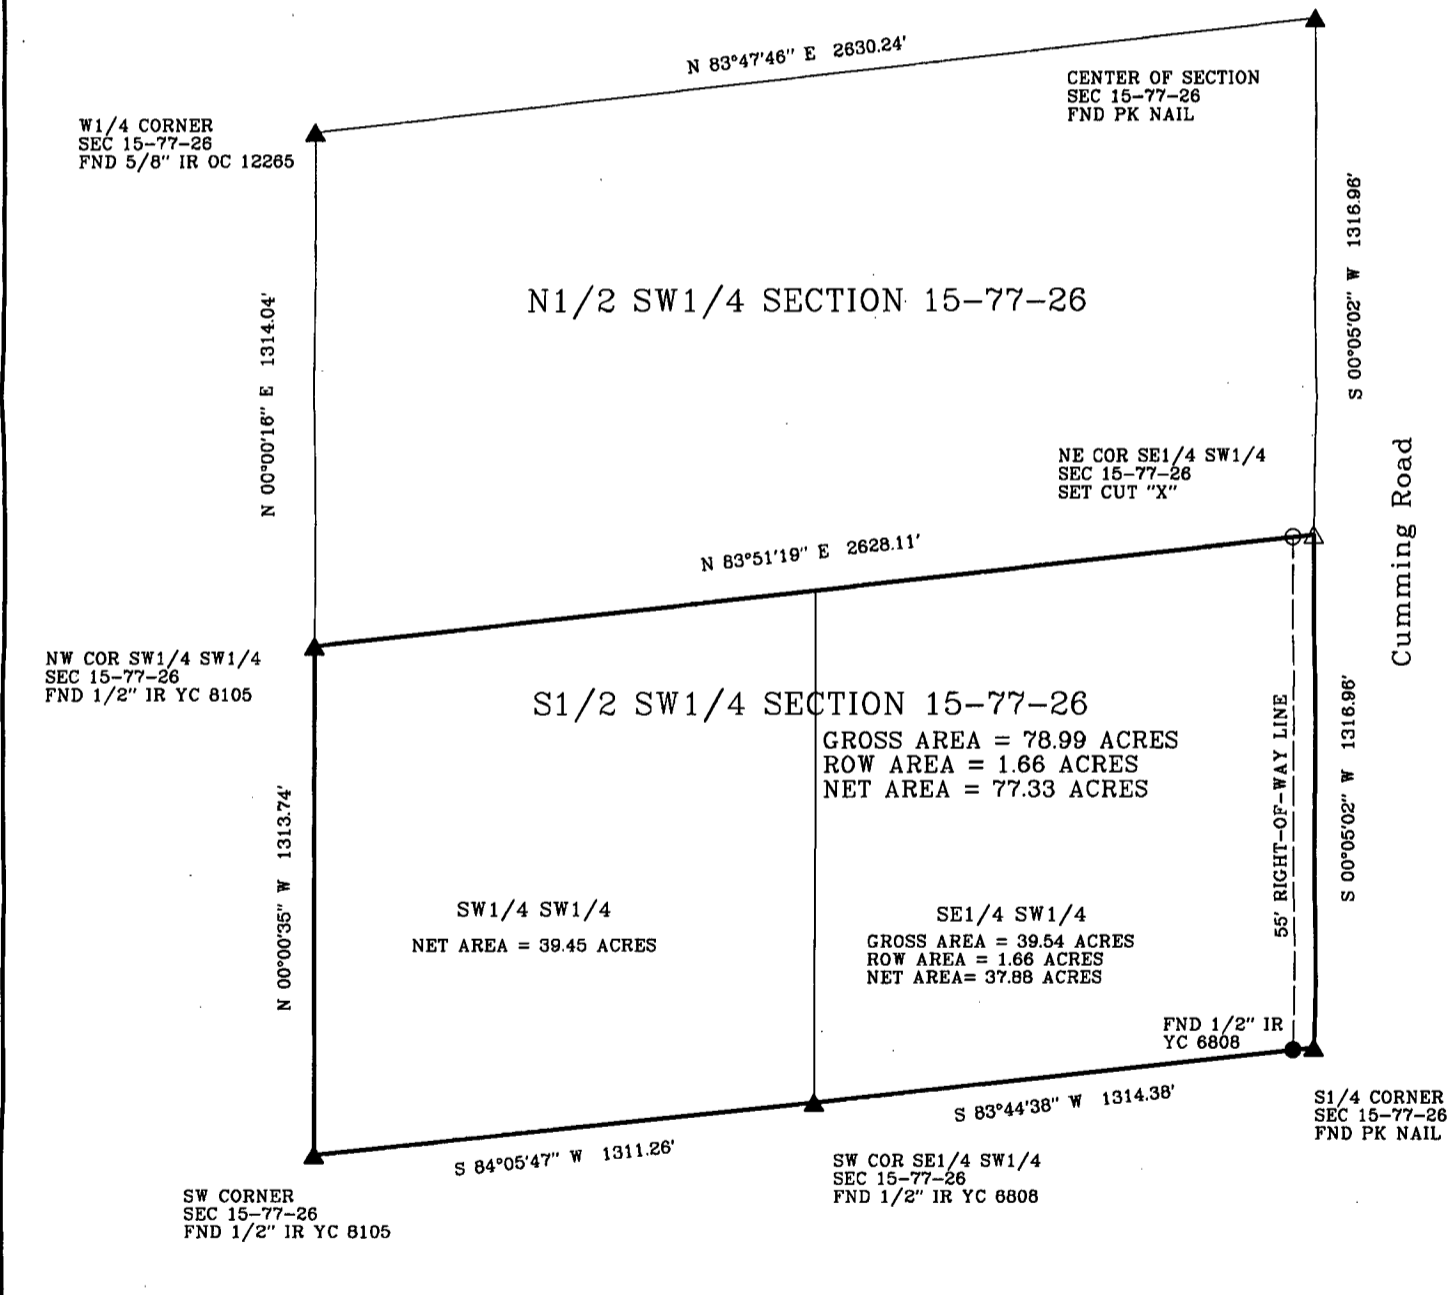 N 83°47'46" E 2630.24'
CENTER OF SECTION
SEC 15-77-26
FND PK NAIL
W1/4 CORNER
SEC 15-77-26
FND 5/8" IR OC 12265
S 00°05'02" W 1316.96'
N 00°00'16" E 1314.04'
N1/2 SW1/4 SECTION 15-77-26
NE COR SE1/4 SW1/4
SEC 15-77-26
SET CUT "X"
Cumming Road
N 83°51'19" E 2628.11'
NW COR SW1/4 SW1/4
SEC 15-77-26
FND 1/2" IR YC 8105
S1/2 SW1/4 SECTION 15-77-26
GROSS AREA = 78.99 ACRES
ROW AREA = 1.66 ACRES
NET AREA = 77.33 ACRES
55' RIGHT-OF-WAY LINE
S 00°05'02" W 1316.96'
N 00°00'35" W 1313.74'
SW1/4 SW1/4
NET AREA = 39.45 ACRES
SE1/4 SW1/4
GROSS AREA = 39.54 ACRES
ROW AREA = 1.66 ACRES
NET AREA= 37.88 ACRES
FND 1/2" IR
YC 6808
S 83°44'38" W 1314.38'
S1/4 CORNER
SEC 15-77-26
FND PK NAIL
S 84°05'47" W 1311.26'
SW COR SE1/4 SW1/4
SEC 15-77-26
FND 1/2" IR YC 6808
SW CORNER
SEC 15-77-26
FND 1/2" IR YC 8105